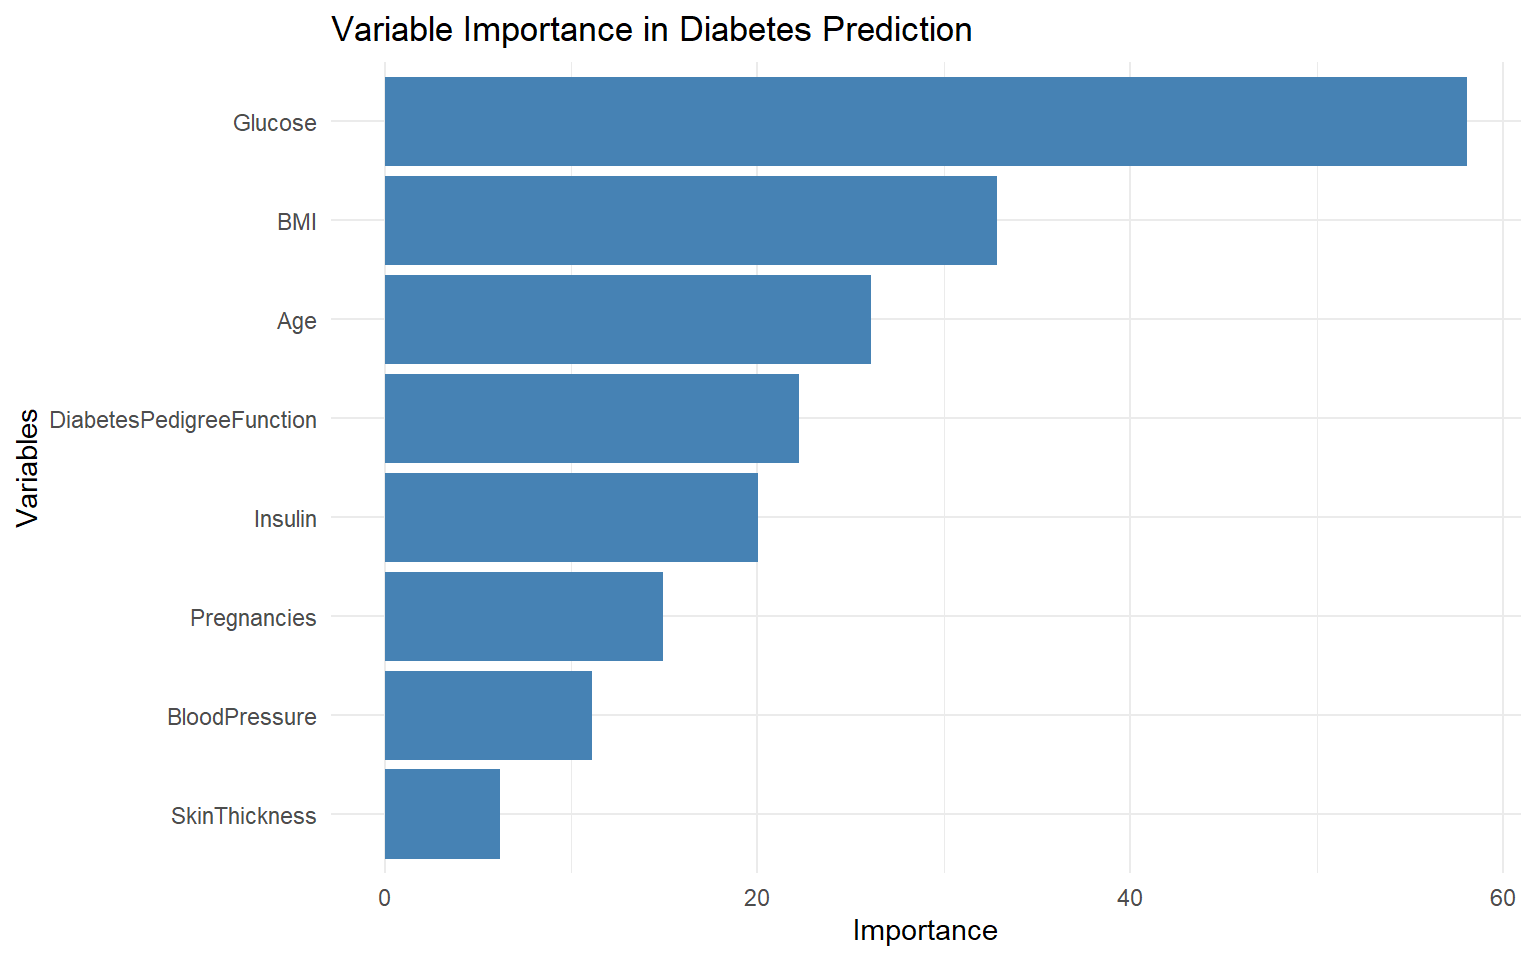 Variable Importance in Diabetes Prediction
Glucose
BMI
Age
DiabetesPedigreeFunction
Insulin
Pregnancies
BloodPressure
SkinThickness
Variables
0 20 40 60
Importance